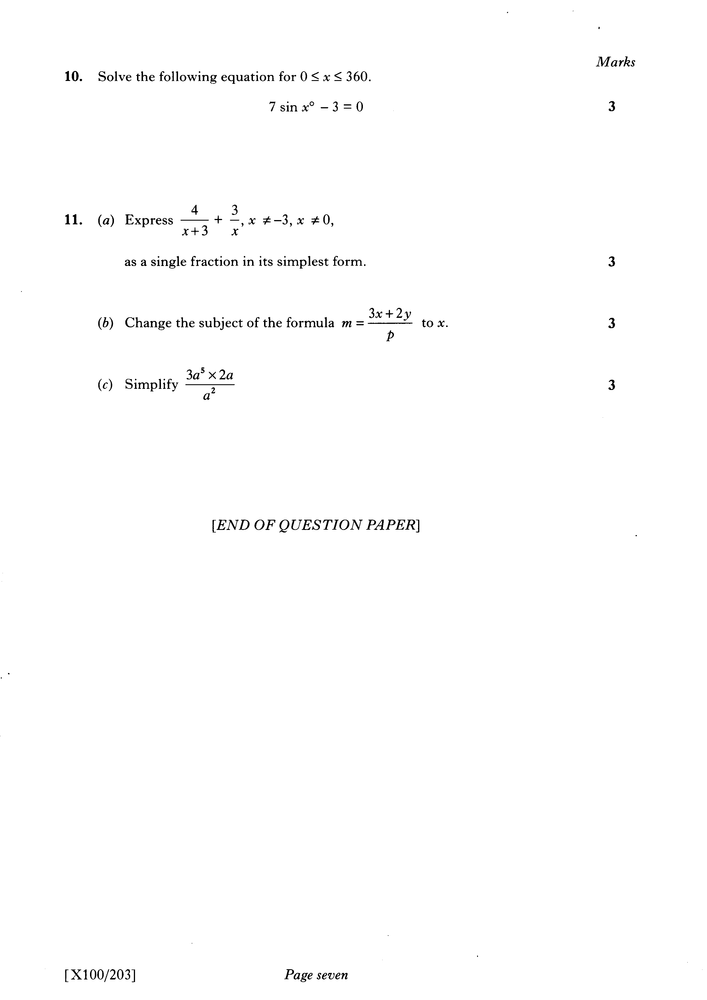 Marks
10. Solve the following equation for 0 ≤ x ≤ 360.
7 sin x° – 3 = 0 3
11. (a) Express 4/(x+3) + 3/x, x ≠ –3, x ≠ 0,
as a single fraction in its simplest form. 3
(b) Change the subject of the formula m = (3x + 2y)/p to x. 3
(c) Simplify (3a⁵ × 2a)/a² 3
[END OF QUESTION PAPER]
[X100/203] Page seven